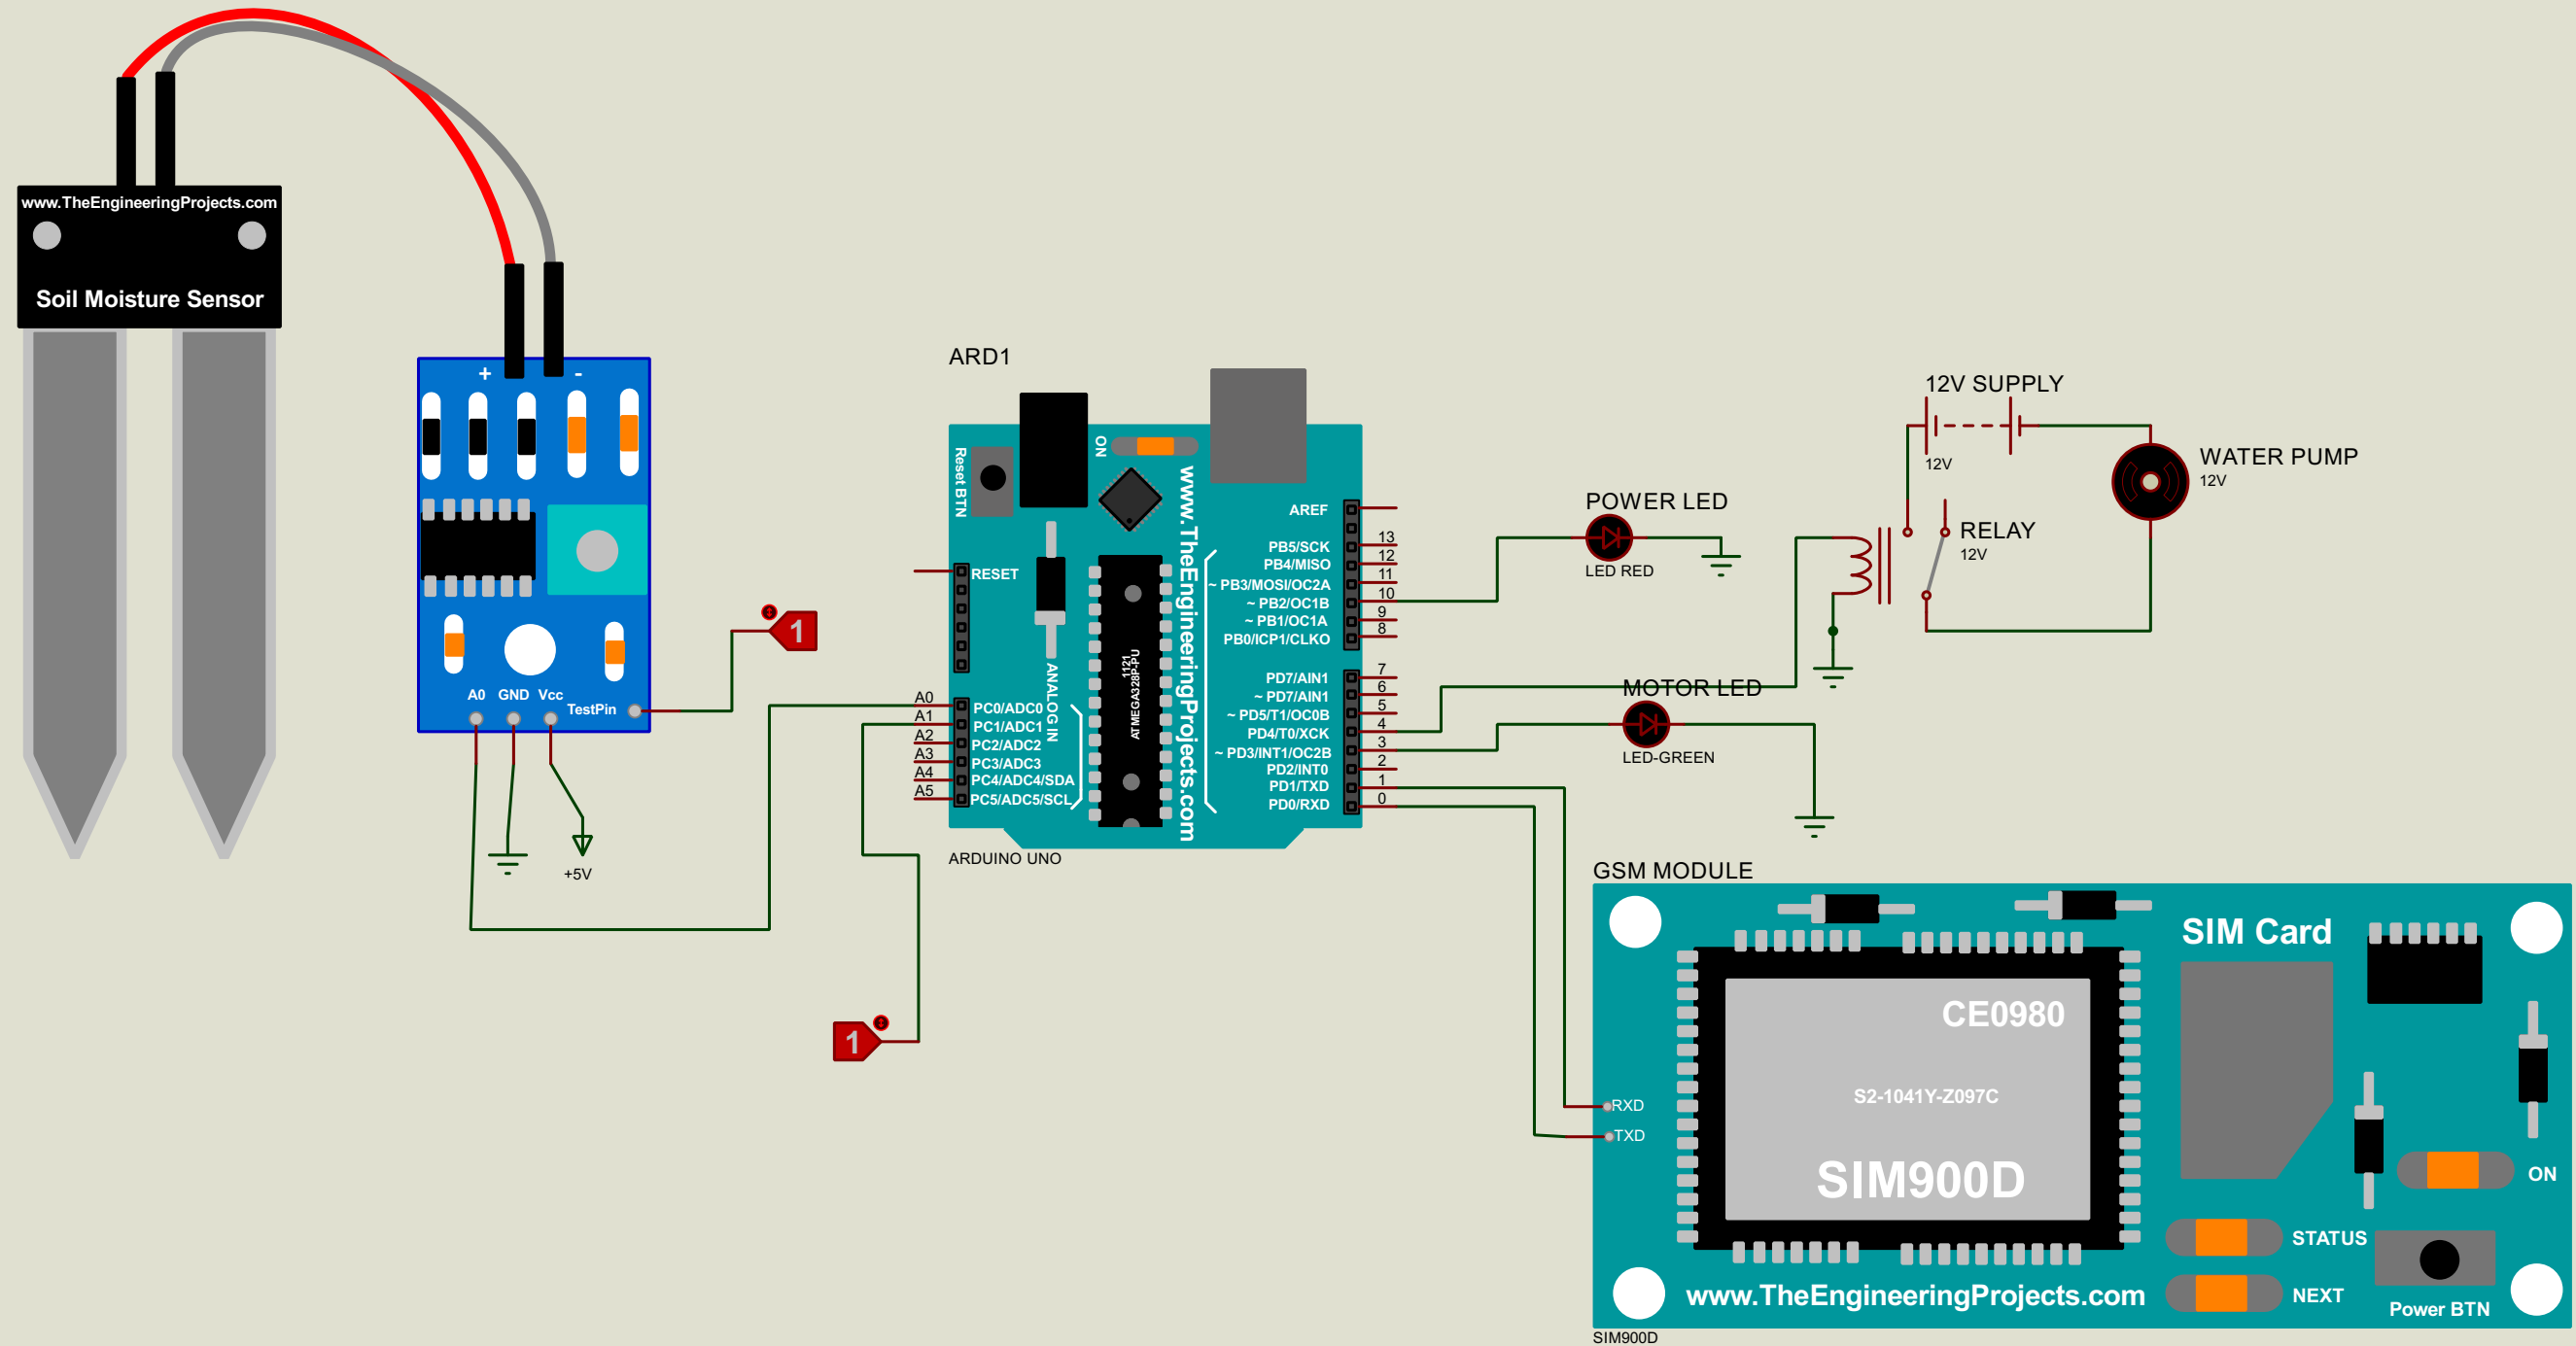 www.TheEngineeringProjects.com
Soil Moisture Sensor
+ -
A0 GND Vcc
TestPin
+5V
1
1
ARD1
Reset BTN
ON
www.TheEngineeringProjects.com
RESET
ANALOG IN
1121
ATMEGA328P-PU
A0 PC0/ADC0
A1 PC1/ADC1
A2 PC2/ADC2
A3 PC3/ADC3
A4 PC4/ADC4/SDA
A5 PC5/ADC5/SCL
AREF
PB5/SCK 13
PB4/MISO 12
~ PB3/MOSI/OC2A 11
~ PB2/OC1B 10
~ PB1/OC1A 9
PB0/ICP1/CLKO 8
PD7/AIN1 7
~ PD7/AIN1 6
~ PD5/T1/OC0B 5
PD4/T0/XCK 4
~ PD3/INT1/OC2B 3
PD2/INT0 2
PD1/TXD 1
PD0/RXD 0
ARDUINO UNO
POWER LED
LED RED
MOTOR LED
LED-GREEN
12V SUPPLY
12V
RELAY
12V
WATER PUMP
12V
GSM MODULE
SIM Card
CE0980
S2-1041Y-Z097C
SIM900D
RXD
TXD
ON
STATUS
NEXT
Power BTN
www.TheEngineeringProjects.com
SIM900D